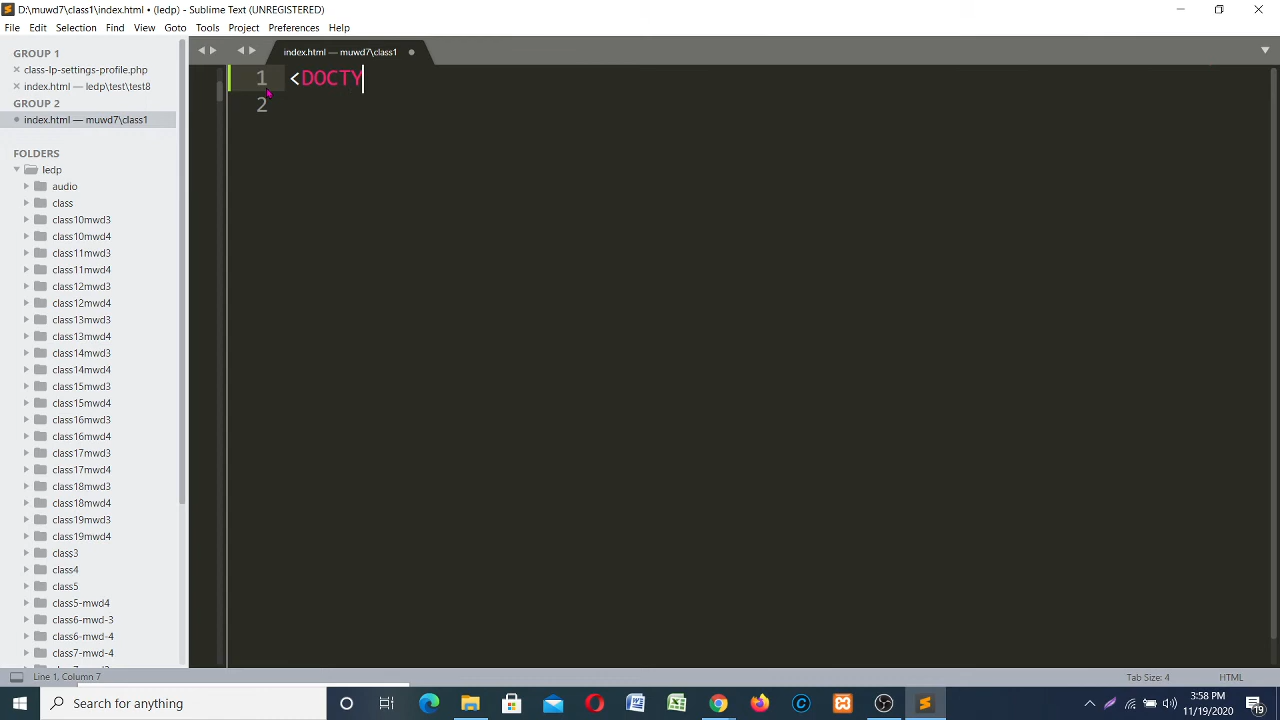 D:\muwd7\class1\index.html • (ledp) - Sublime Text (UNREGISTERED)
File Edit Selection Find View Goto Tools Project Preferences Help
GROUP 1
class-lp-settings-profile.php
index.html — ledp\test\test8
GROUP 2
index.html — muwd7\class1
FOLDERS
ledp
audio
class
class10mwd3
class10mwd4
class11mwd3
class11mwd4
class12mwd3
class12mwd4
class13mwd3
class13mwd4
class14mwd3
class14mwd4
class15mwd3
class15mwd4
class16mwd3
class16mwd4
class17mwd3
class17mwd4
class18mwd3
class18mwd4
class19mwd3
class19mwd4
class3
class4
class5
class5-mwd4
class6-mwd-3
class6-mwd-4
class7-mwd-4
index.html — muwd7\class1
1 <DOCTY
2
Line 1, Column 7
Tab Size: 4
HTML
Type here to search
3:58 PM
11/19/2020
19